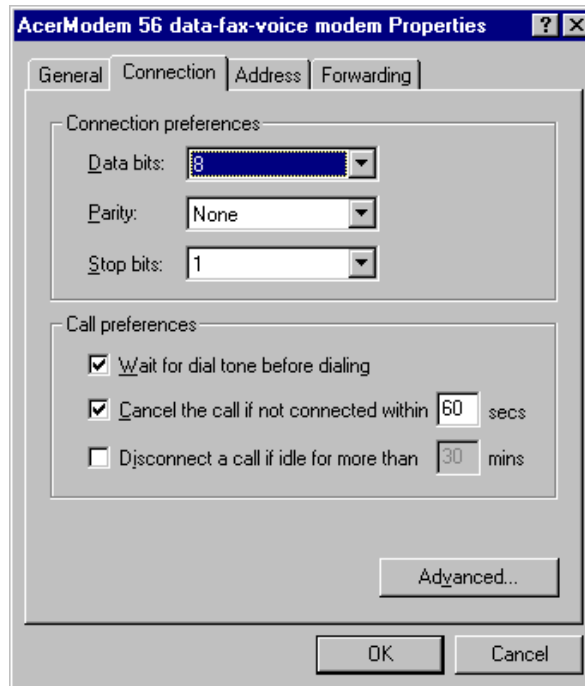 AcerModem 56 data-fax-voice modem Properties ? X
General Connection Address Forwarding
Connection preferences
Data bits: 8
Parity: None
Stop bits: 1
Call preferences
Wait for dial tone before dialing
Cancel the call if not connected within 60 secs
Disconnect a call if idle for more than 30 mins
Advanced...
OK Cancel